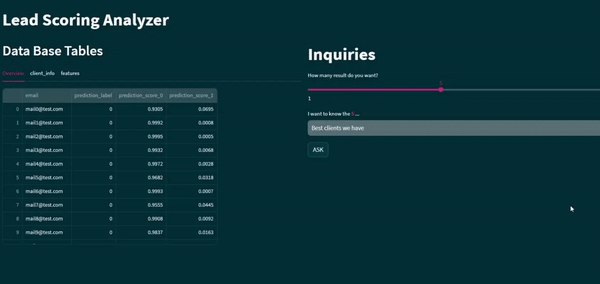 Lead Scoring Analyzer
Data Base Tables
Overview client_info features
email prediction_label prediction_score_0 prediction_score_1
0 mail0@test.com 0 0.9305 0.0695
1 mail1@test.com 0 0.9992 0.0008
2 mail2@test.com 0 0.9995 0.0005
3 mail3@test.com 0 0.9932 0.0068
4 mail4@test.com 0 0.9972 0.0028
5 mail5@test.com 0 0.9682 0.0318
6 mail6@test.com 0 0.9993 0.0007
7 mail7@test.com 0 0.9555 0.0445
8 mail8@test.com 0 0.9908 0.0092
9 mail9@test.com 0 0.9837 0.0163
Inquiries
How many result do you want?
5
1
I want to know the 5...
Best clients we have
ASK